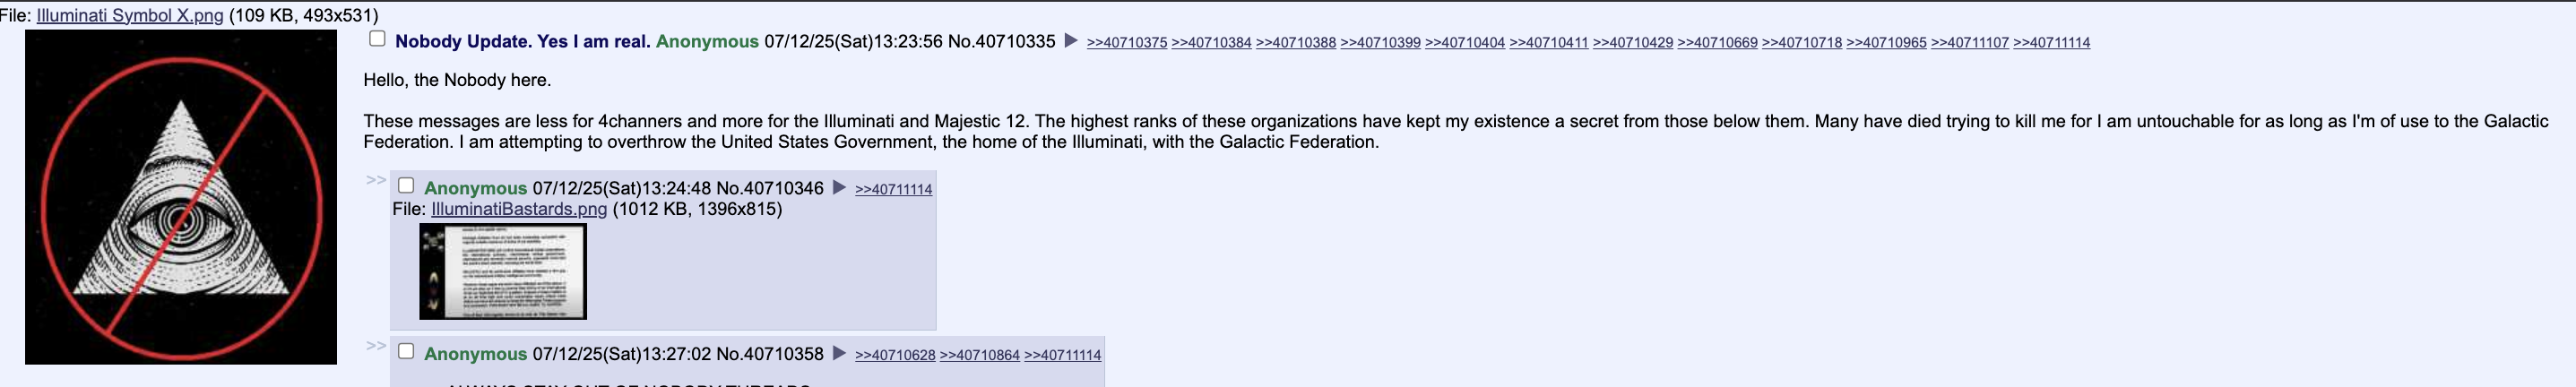 File: Illuminati Symbol X.png (109 KB, 493x531)
Nobody Update. Yes I am real. Anonymous 07/12/25(Sat)13:23:56 No.40710335 ▶ >>40710375 >>40710384 >>40710388 >>40710399 >>40710404 >>40710411 >>40710429 >>40710669 >>40710718 >>40710965 >>40711107 >>40711114
Hello, the Nobody here.
These messages are less for 4channers and more for the Illuminati and Majestic 12. The highest ranks of these organizations have kept my existence a secret from those below them. Many have died trying to kill me for I am untouchable for as long as I'm of use to the Galactic
Federation. I am attempting to overthrow the United States Government, the home of the Illuminati, with the Galactic Federation.
>> Anonymous 07/12/25(Sat)13:24:48 No.40710346 ▶ >>40711114
File: IlluminatiBastards.png (1012 KB, 1396x815)
>> Anonymous 07/12/25(Sat)13:27:02 No.40710358 ▶ >>40710628 >>40710864 >>40711114
ALWAYS STAY OUT OF NOBODY THREADS